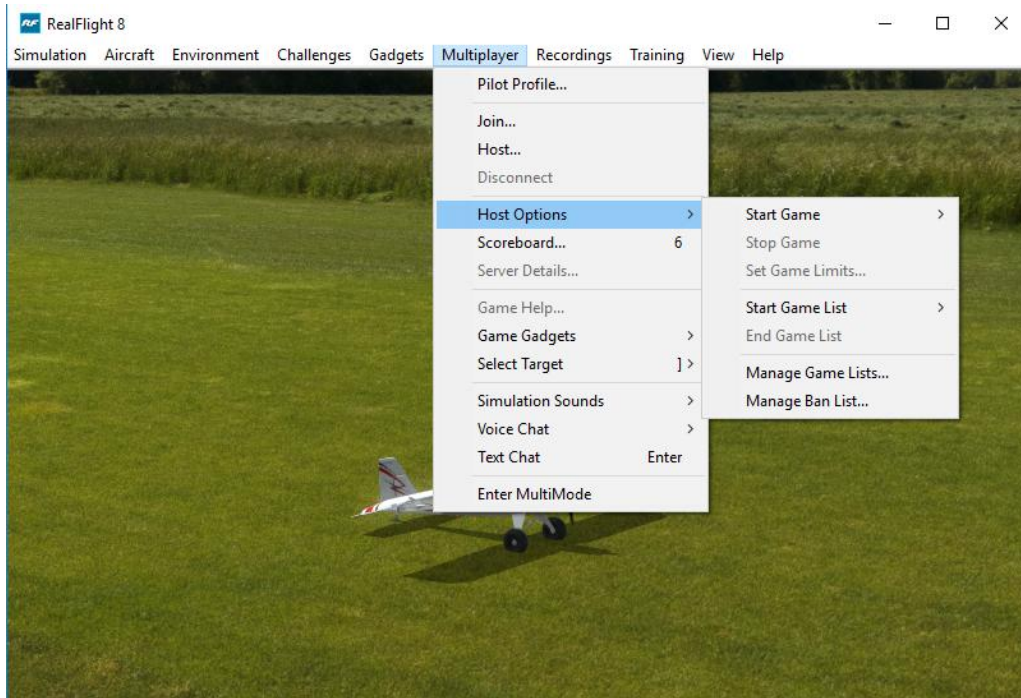 RF RealFlight 8
Simulation Aircraft Environment Challenges Gadgets Multiplayer Recordings Training View Help
Pilot Profile...
Join...
Host...
Disconnect
Host Options
Scoreboard... 6
Server Details...
Game Help...
Game Gadgets
Select Target ]
Simulation Sounds
Voice Chat
Text Chat Enter
Enter MultiMode
Start Game
Stop Game
Set Game Limits...
Start Game List
End Game List
Manage Game Lists...
Manage Ban List...